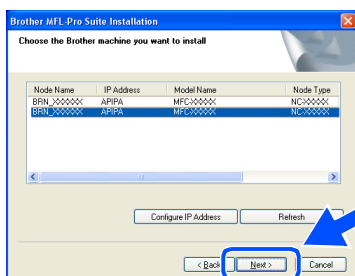 Brother MFL-Pro Suite Installation
Choose the Brother machine you want to install
Node Name IP Address Model Name Node Type
BRN_XXXXXX APIPA MFC-XXXXX NC-XXXXX
BRN_XXXXXX APIPA MFC-XXXXX NC-XXXXX
Configure IP Address Refresh
< Back Next > Cancel